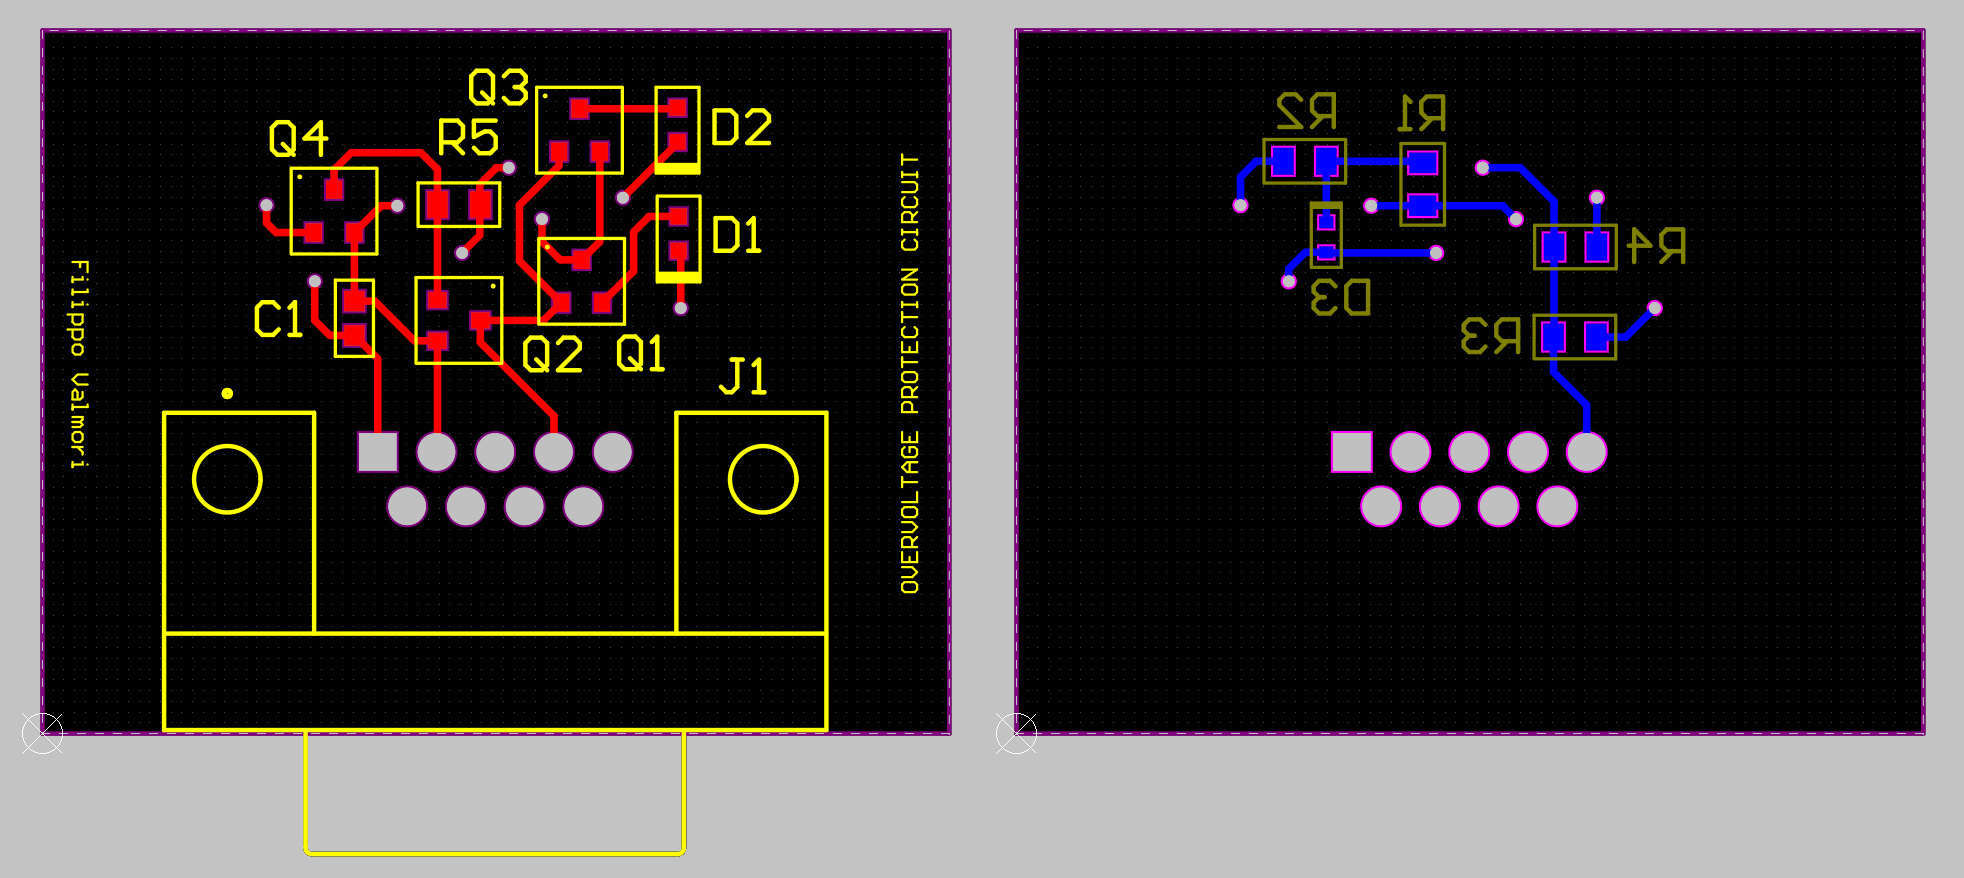 Q3
Q4
R5
D2
D1
C1
Q2
Q1
J1
Filippo Valmori
OVERVOLTAGE PROTECTION CIRCUIT
R2
R1
R4
D3
R3